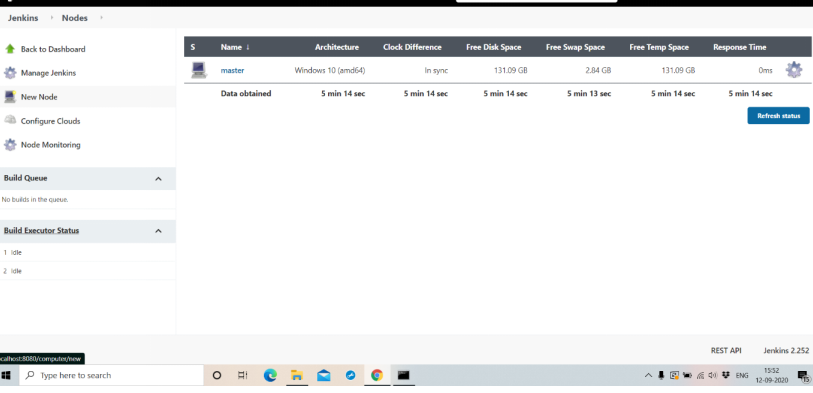 Jenkins › Nodes ›
Back to Dashboard
Manage Jenkins
New Node
Configure Clouds
Node Monitoring
Build Queue
No builds in the queue.
Build Executor Status
1 Idle
2 Idle
S Name ↓ Architecture Clock Difference Free Disk Space Free Swap Space Free Temp Space Response Time
master Windows 10 (amd64) In sync 131.09 GB 2.84 GB 131.09 GB 0ms
Data obtained 5 min 14 sec 5 min 14 sec 5 min 14 sec 5 min 13 sec 5 min 14 sec 5 min 14 sec
Refresh status
REST API Jenkins 2.252
ocalhost:8080/computer/new
Type here to search
ENG
15:52
12-09-2020
15